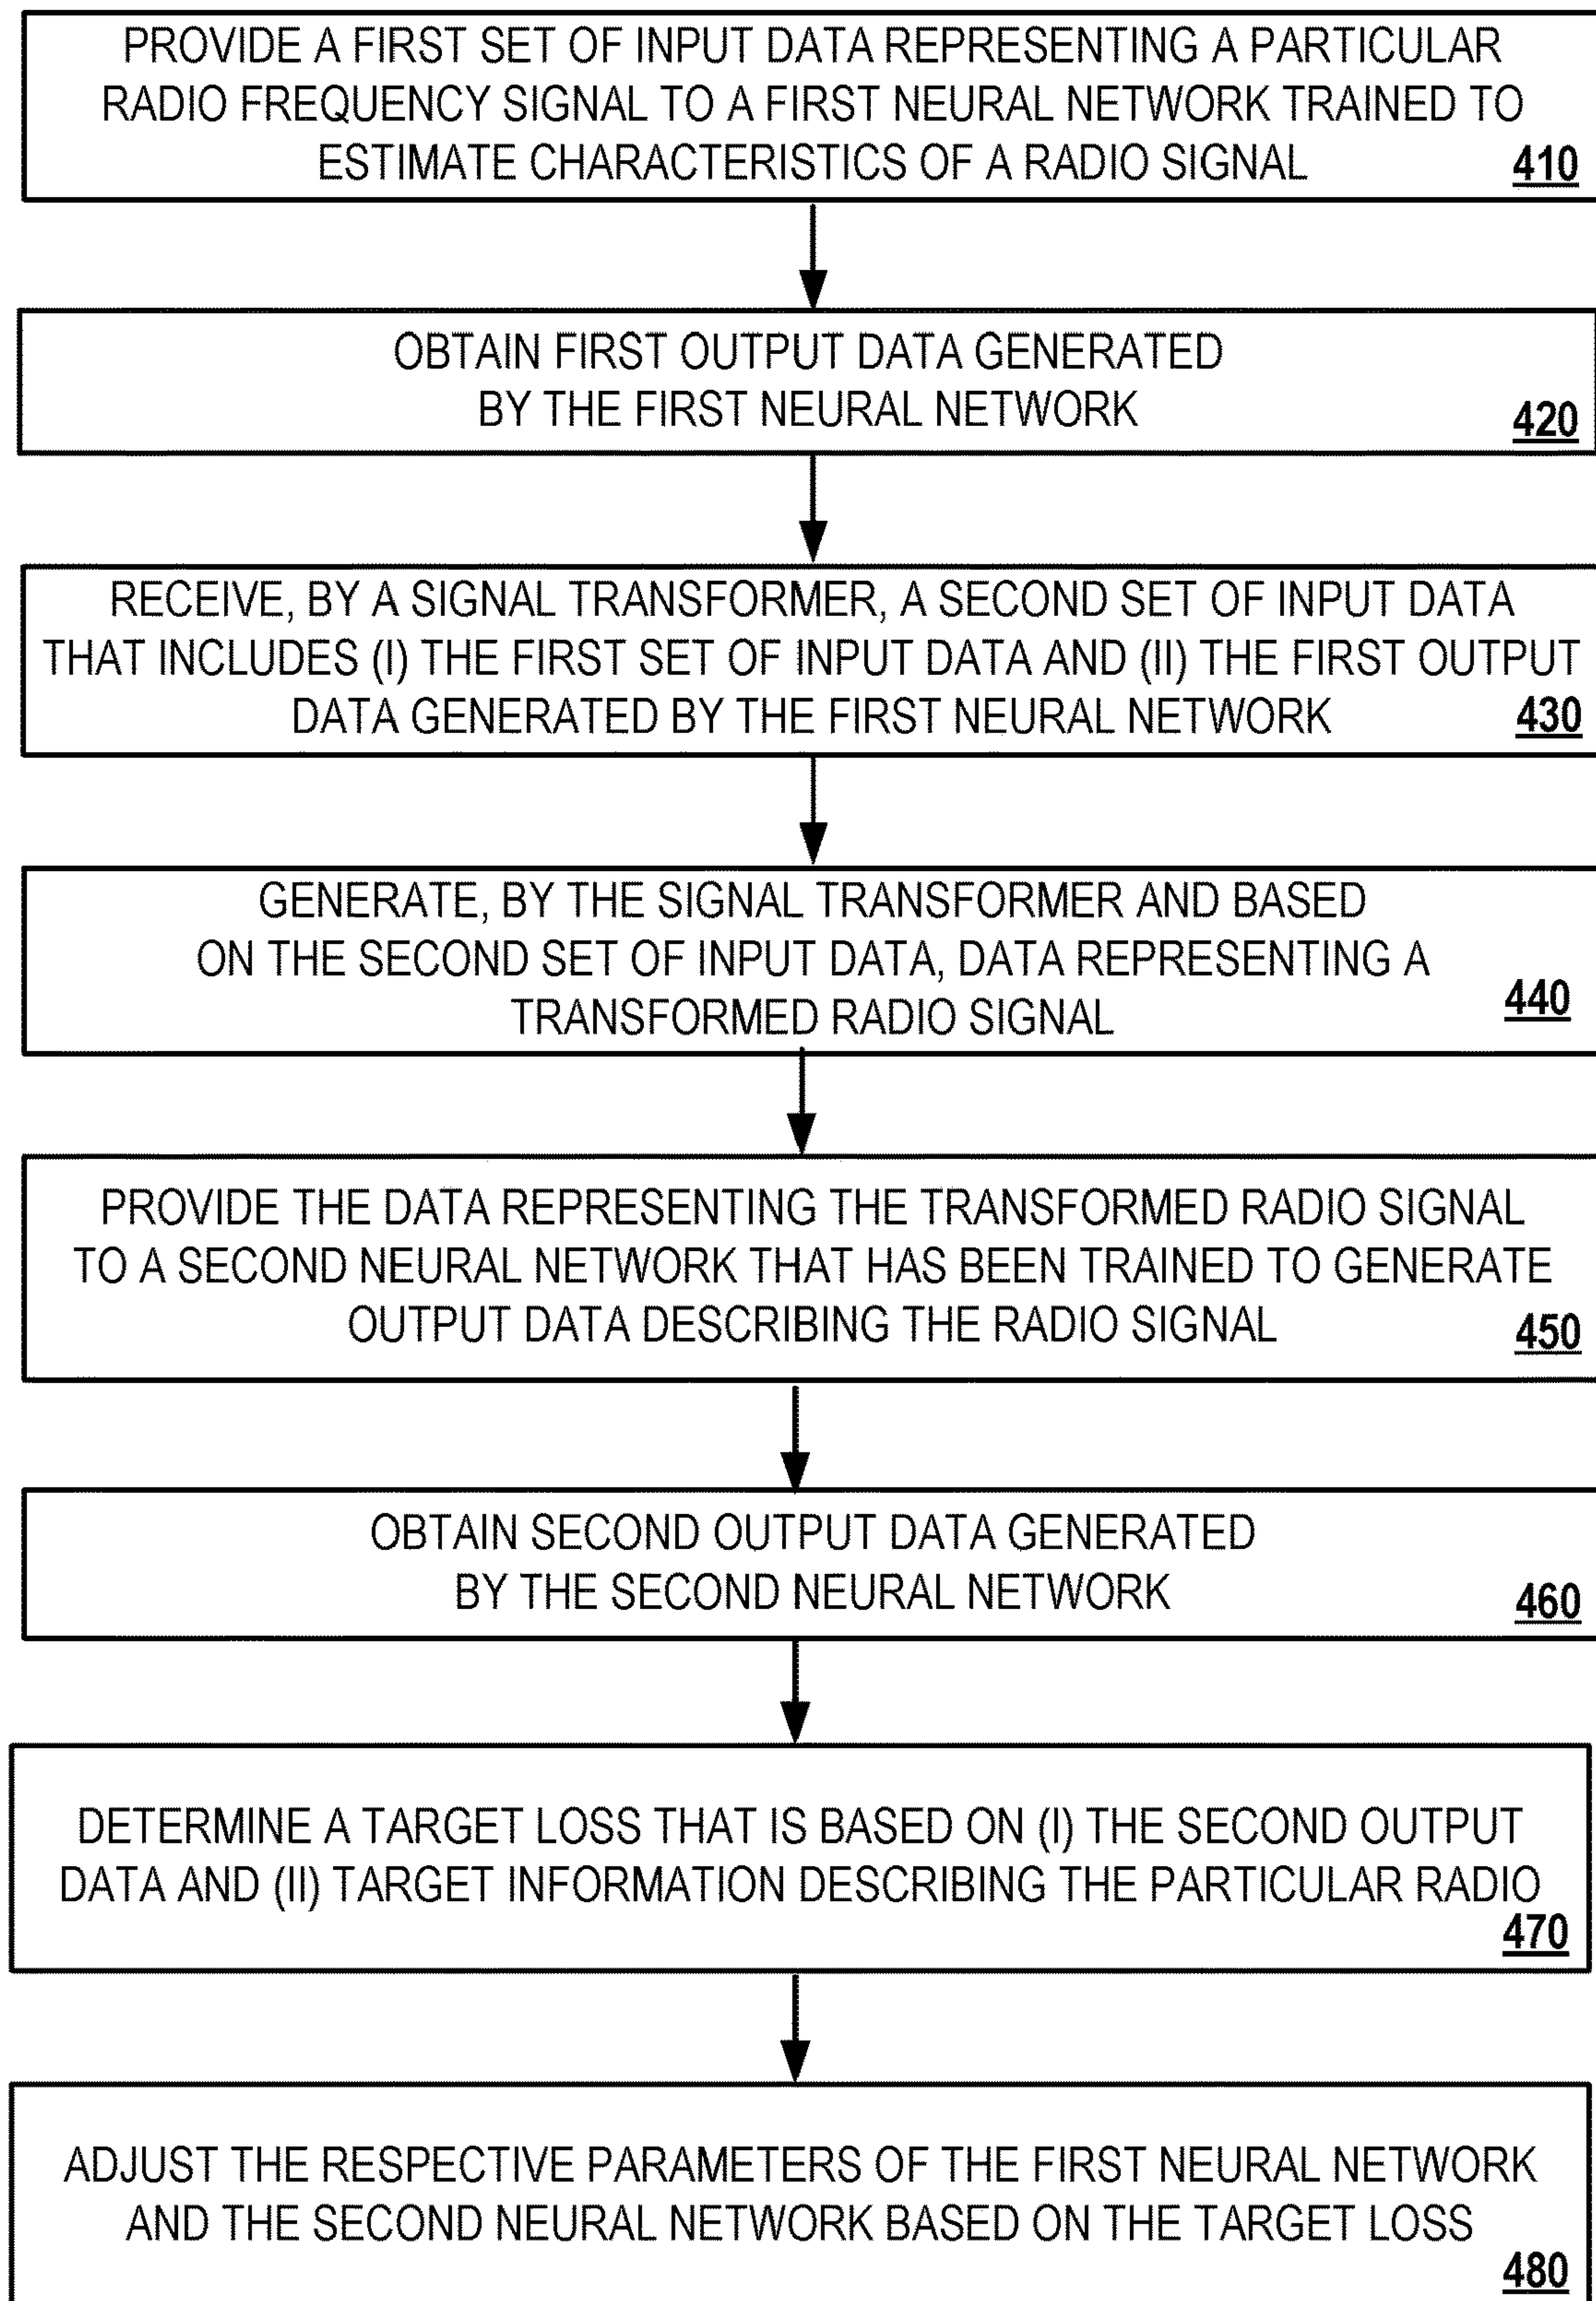 PROVIDE A FIRST SET OF INPUT DATA REPRESENTING A PARTICULAR
RADIO FREQUENCY SIGNAL TO A FIRST NEURAL NETWORK TRAINED TO
ESTIMATE CHARACTERISTICS OF A RADIO SIGNAL
410
OBTAIN FIRST OUTPUT DATA GENERATED
BY THE FIRST NEURAL NETWORK
420
RECEIVE, BY A SIGNAL TRANSFORMER, A SECOND SET OF INPUT DATA
THAT INCLUDES (I) THE FIRST SET OF INPUT DATA AND (II) THE FIRST OUTPUT
DATA GENERATED BY THE FIRST NEURAL NETWORK
430
GENERATE, BY THE SIGNAL TRANSFORMER AND BASED
ON THE SECOND SET OF INPUT DATA, DATA REPRESENTING A
TRANSFORMED RADIO SIGNAL
440
PROVIDE THE DATA REPRESENTING THE TRANSFORMED RADIO SIGNAL
TO A SECOND NEURAL NETWORK THAT HAS BEEN TRAINED TO GENERATE
OUTPUT DATA DESCRIBING THE RADIO SIGNAL
450
OBTAIN SECOND OUTPUT DATA GENERATED
BY THE SECOND NEURAL NETWORK
460
DETERMINE A TARGET LOSS THAT IS BASED ON (I) THE SECOND OUTPUT
DATA AND (II) TARGET INFORMATION DESCRIBING THE PARTICULAR RADIO
470
ADJUST THE RESPECTIVE PARAMETERS OF THE FIRST NEURAL NETWORK
AND THE SECOND NEURAL NETWORK BASED ON THE TARGET LOSS
480